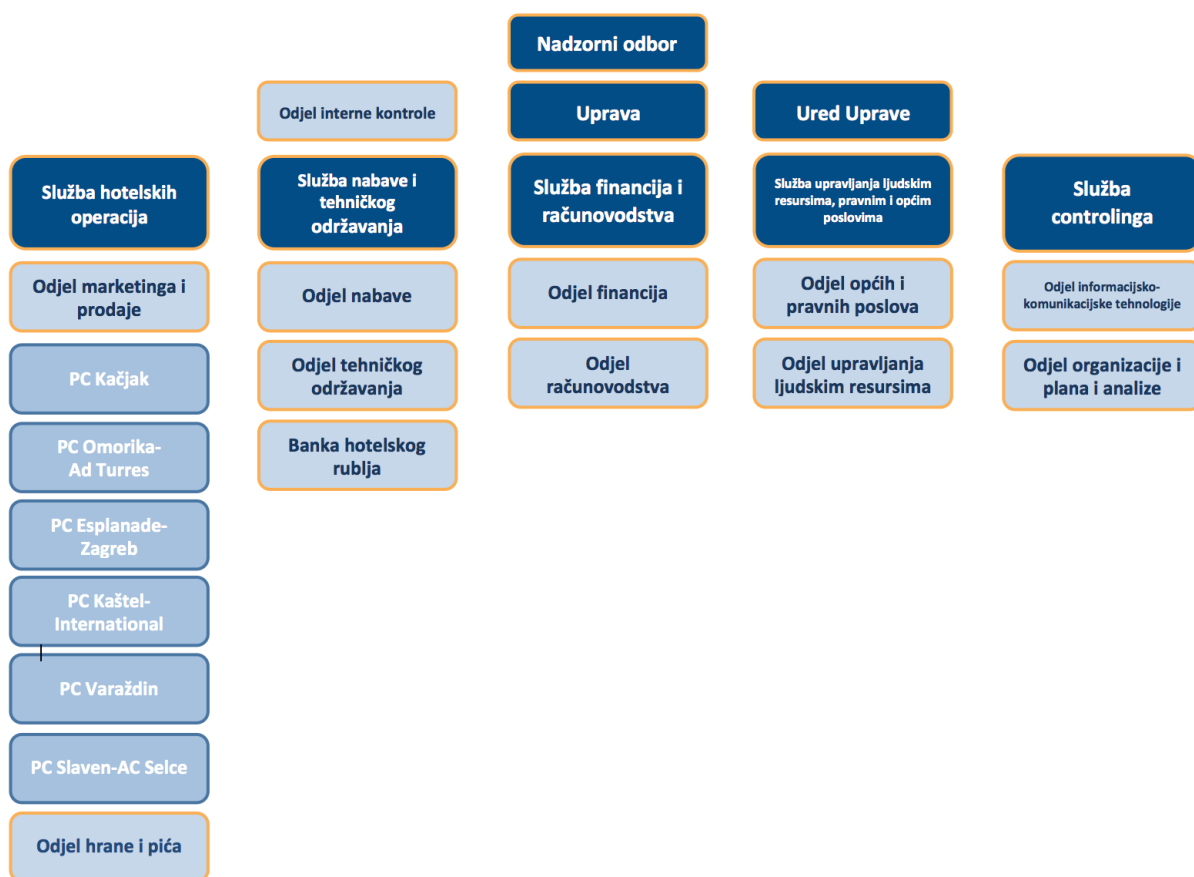 Nadzorni odbor
Odjel interne kontrole
Uprava
Ured Uprave
Služba hotelskih
operacija
Služba nabave i
tehničkog
održavanja
Služba financija i
računovodstva
Služba upravljanja ljudskim
resursima, pravnim i općim
poslovima
Služba
controlinga
Odjel marketinga i
prodaje
Odjel nabave
Odjel financija
Odjel općih i
pravnih poslova
Odjel informacijsko-
komunikacijske tehnologije
PC Kačjak
Odjel tehničkog
održavanja
Odjel
računovodstva
Odjel upravljanja
ljudskim resursima
Odjel organizacije i
plana i analize
PC Omorika-
Ad Turres
Banka hotelskog
rublja
PC Esplanade-
Zagreb
PC Kaštel-
International
PC Varaždin
PC Slaven-AC Selce
Odjel hrane i pića